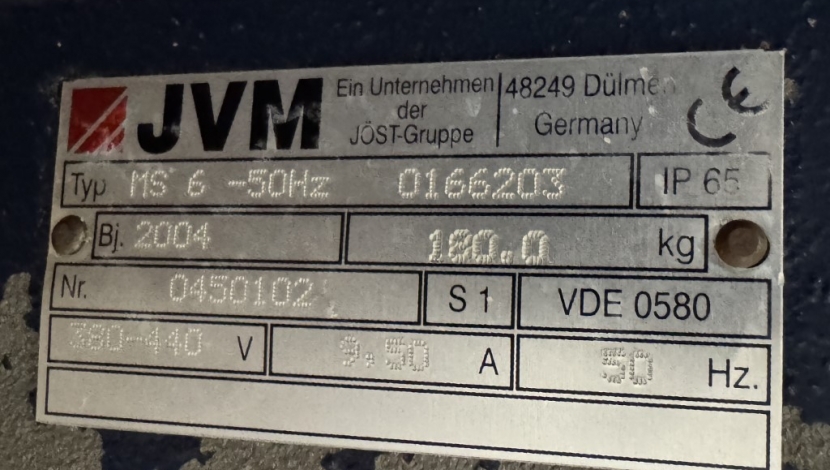 JVM Ein Unternehmen der JÖST-Gruppe 48249 Dülmen Germany CE
Typ MS 6 -50Hz 0166203 IP 65
Bj. 2004 180.0 kg
Nr. 0450102 S 1 VDE 0580
380-440 V 9,50 A 50 Hz.